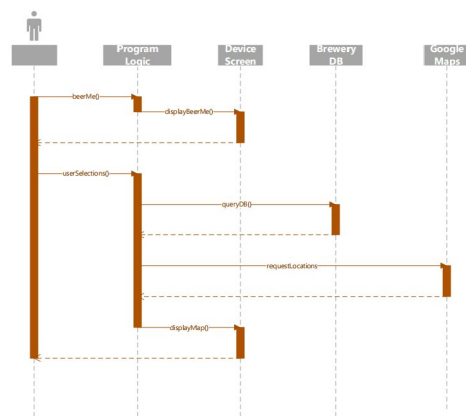 Program
Logic
Device
Screen
Brewery
DB
Google
Maps
beerMe()
displayBeerMe()
userSelections()
queryDB()
requestLocations
displayMap()